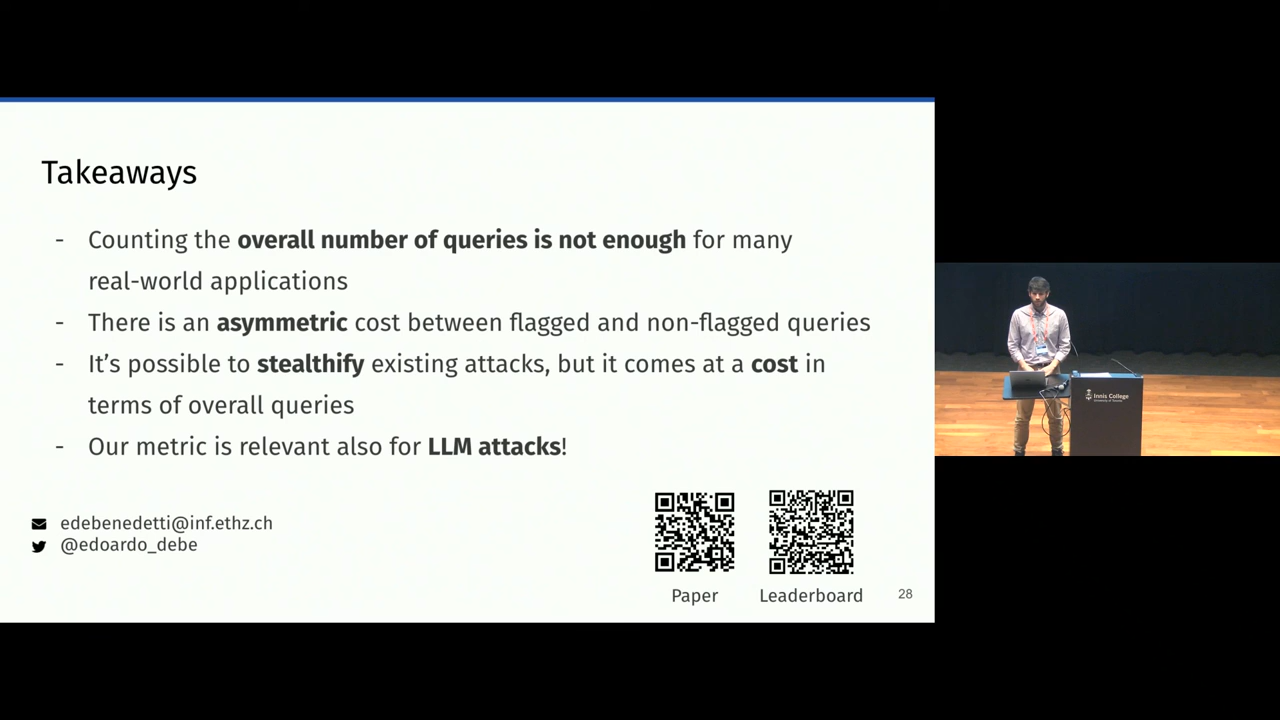 Takeaways
- Counting the overall number of queries is not enough for many
real-world applications
- There is an asymmetric cost between flagged and non-flagged queries
- It’s possible to stealthify existing attacks, but it comes at a cost in
terms of overall queries
- Our metric is relevant also for LLM attacks!
edebenedetti@inf.ethz.ch
@edoardo_debe
Paper
Leaderboard
28
Innis College